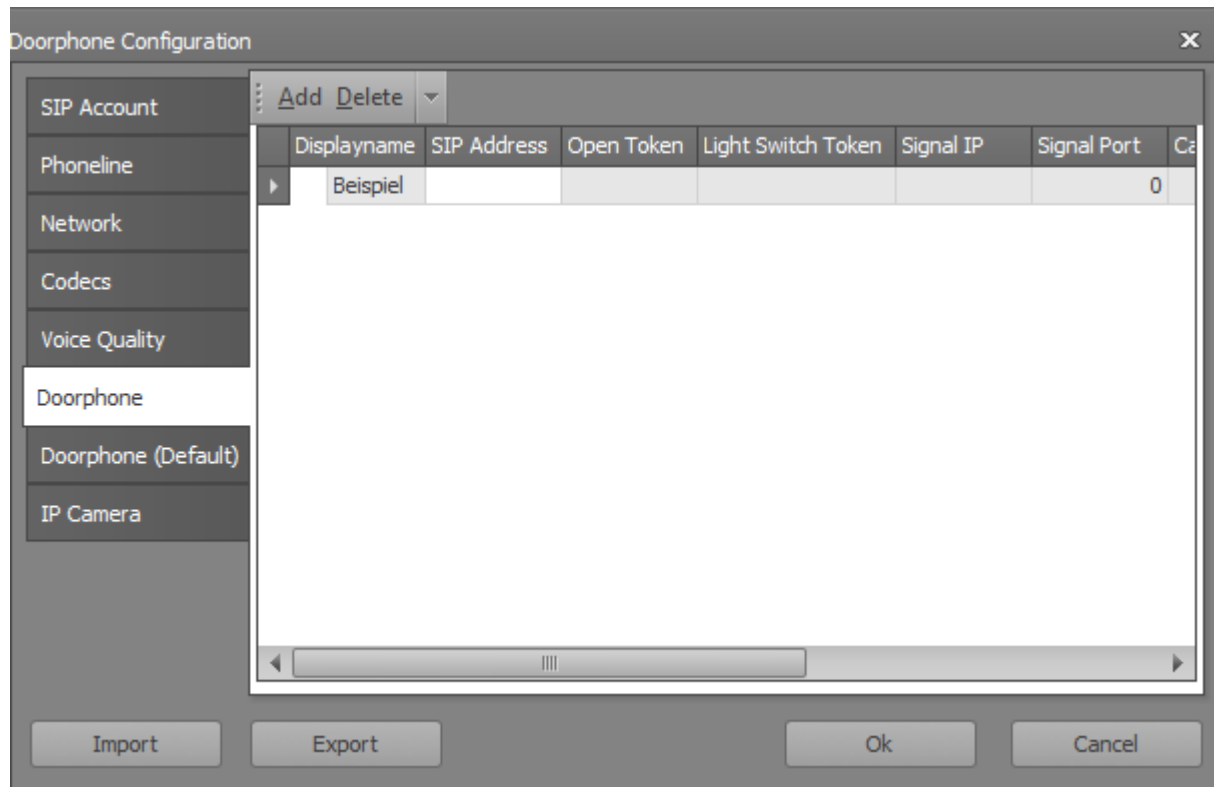 Doorphone Configuration
SIP Account
Phoneline
Network
Codecs
Voice Quality
Doorphone
Doorphone (Default)
IP Camera
Add Delete
Displayname SIP Address Open Token Light Switch Token Signal IP Signal Port Ca
Beispiel 0
Import Export Ok Cancel